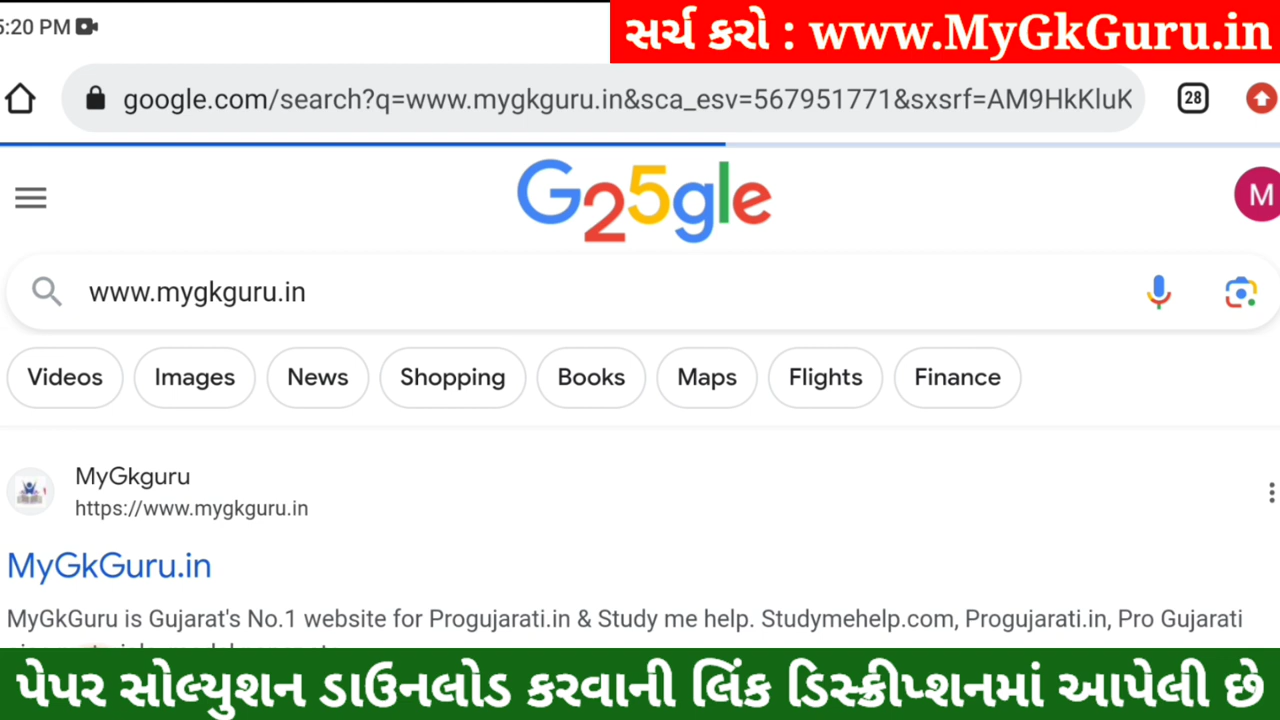 5:20 PM
સર્ચ કરો : www.MyGkGuru.in
google.com/search?q=www.mygkguru.in&sca_esv=567951771&sxsrf=AM9HkKluK
28
G25gle
M
www.mygkguru.in
Videos Images News Shopping Books Maps Flights Finance
MyGkguru
https://www.mygkguru.in
MyGkGuru.in
MyGkGuru is Gujarat's No.1 website for Progujarati.in & Study me help. Studymehelp.com, Progujarati.in, Pro Gujarati
પેપર સોલ્યુશન ડાઉનલોડ કરવાની લિંક ડિસ્ક્રીપ્શનમાં આપેલી છે